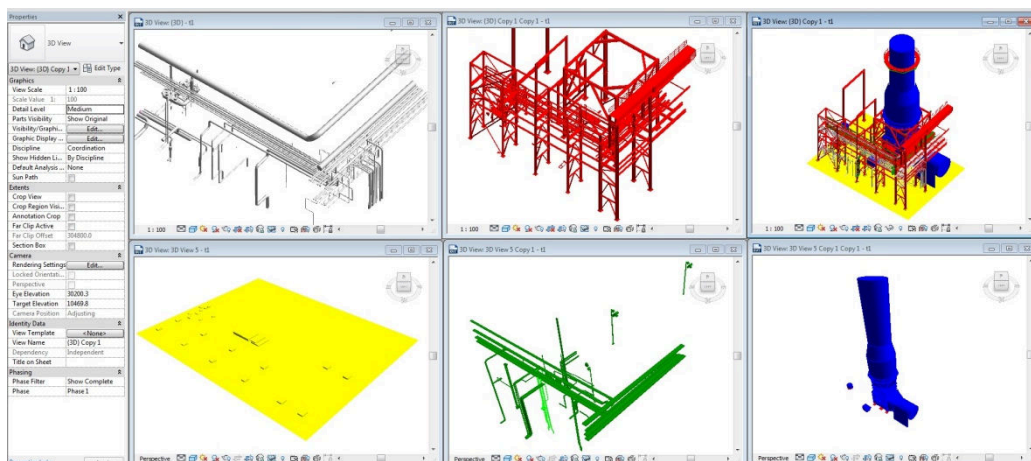 Properties
3D View
3D View: (3D) Copy 1
Edit Type
Graphics
View Scale 1 : 100
Scale Value 1: 100
Detail Level Medium
Parts Visibility Show Original
Visibility/Graphi... Edit...
Graphic Display ... Edit...
Discipline Coordination
Show Hidden Li... By Discipline
Default Analysis ... None
Sun Path
Extents
Crop View
Crop Region Visi...
Annotation Crop
Far Clip Active
Far Clip Offset 304800.0
Section Box
Camera
Rendering Settings Edit...
Locked Orientati...
Perspective
Eye Elevation 30200.3
Target Elevation 10469.8
Camera Position Adjusting
Identity Data
View Template <None>
View Name (3D) Copy 1
Dependency Independent
Title on Sheet
Phasing
Phase Filter Show Complete
Phase Phase 1
3D View: (3D) - t1
1 : 100
3D View: (3D) Copy 1 Copy 1 - t1
1 : 100
3D View: (3D) Copy 1 - t1
1 : 100
3D View: 3D View 5 - t1
Perspective
3D View: 3D View 5 Copy 1 - t1
Perspective
3D View: 3D View 5 Copy 1 Copy 1 - t1
Perspective